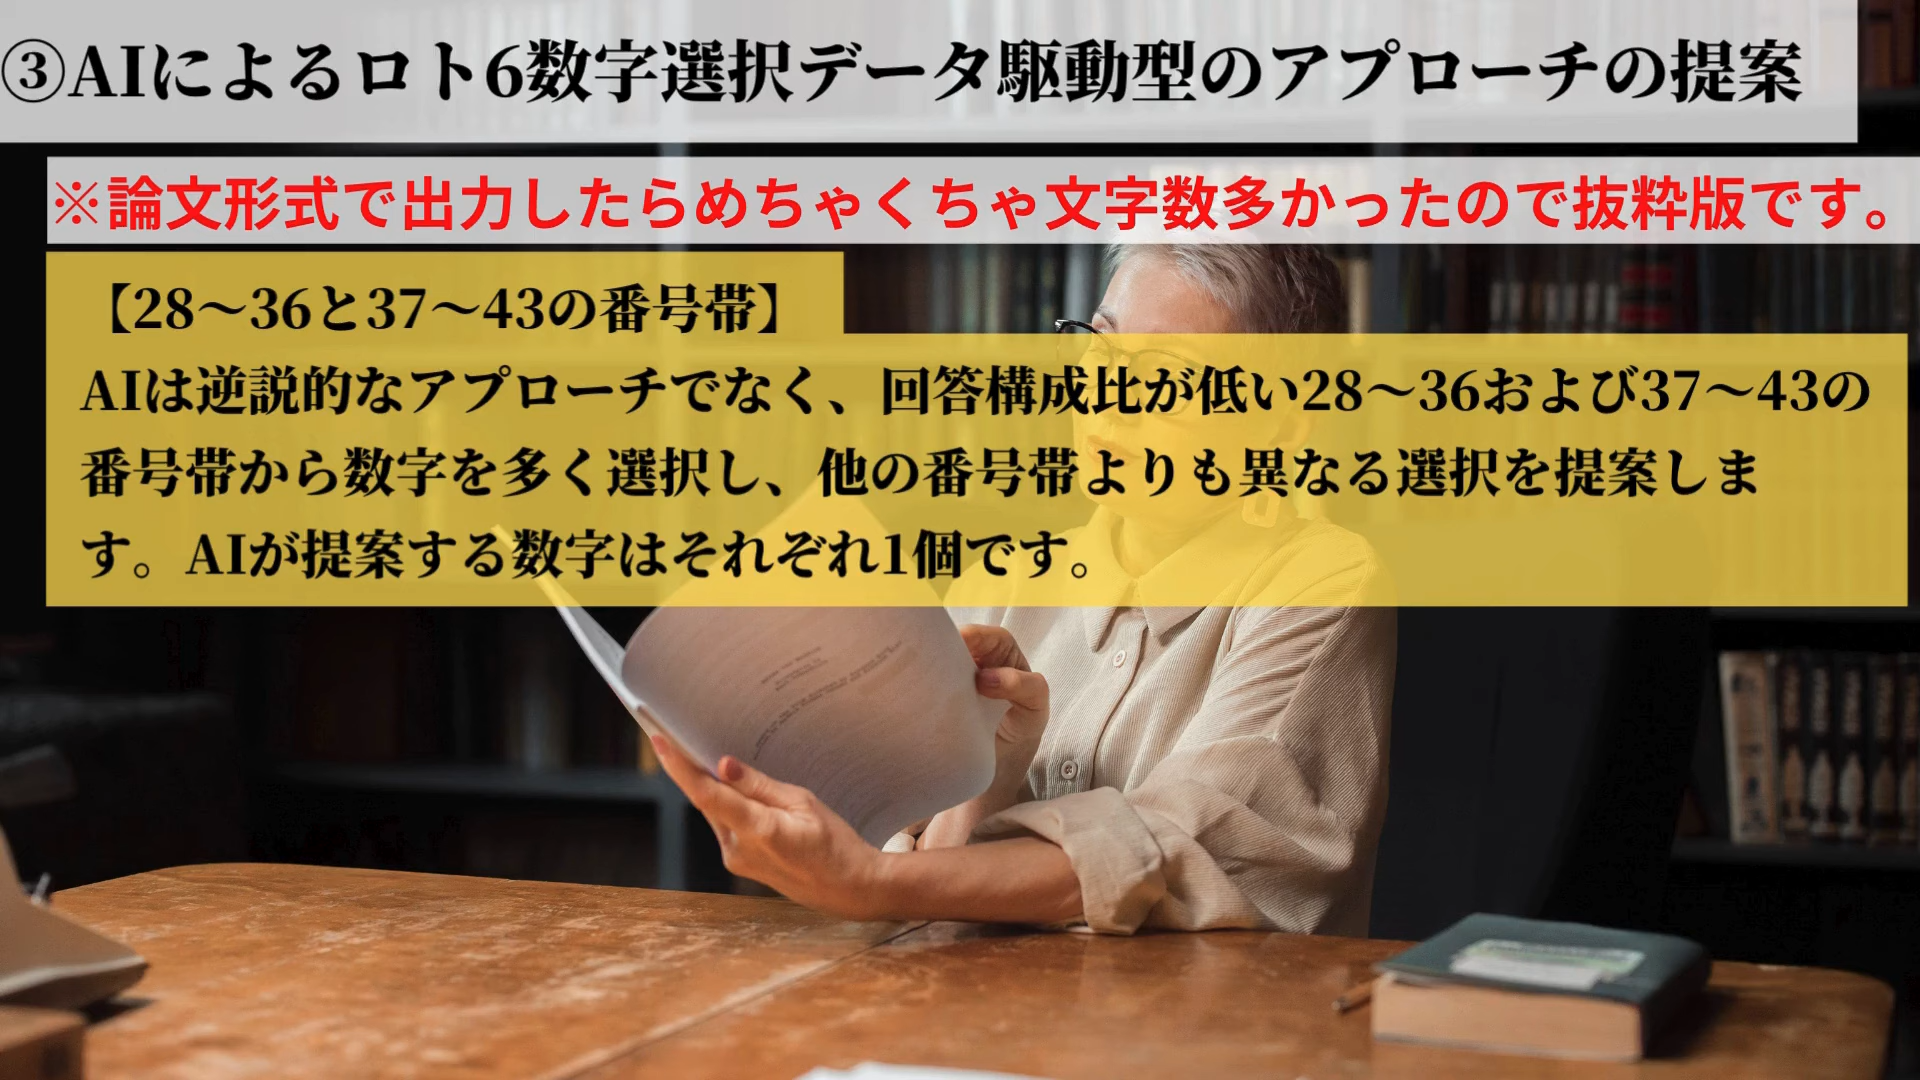 ③AIによるロト6数字選択データ駆動型のアプローチの提案
※論文形式で出力したらめちゃくちゃ文字数多かったので抜粋版です。
【28～36と37～43の番号帯】
AIは逆説的なアプローチでなく、回答構成比が低い28～36および37～43の
番号帯から数字を多く選択し、他の番号帯よりも異なる選択を提案しま
す。AIが提案する数字はそれぞれ1個です。